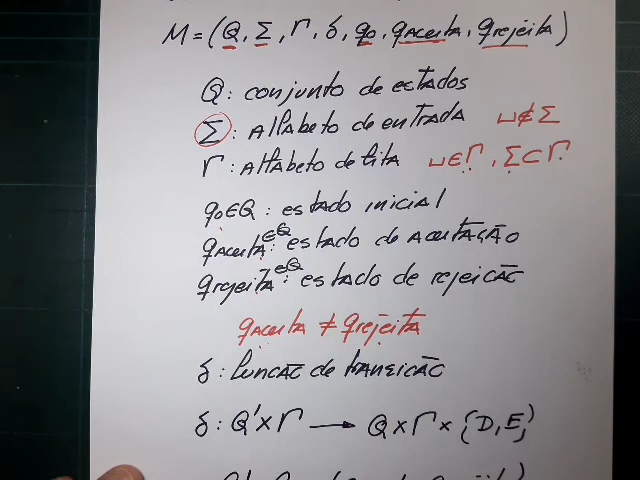 M = (Q, Σ, Γ, δ, q0, qaceita, qrejeita)
Q: conjunto de estados
Σ: Alfabeto de entrada ⊔∉Σ
Γ: Alfabeto de fita ⊔∈Γ, Σ⊂Γ
q0∈Q: estado inicial
qaceita∈Q: estado de aceitação
qrejeita∈Q: estado de rejeição
qaceita ≠ qrejeita
δ: função de transição
δ: Q'×Γ → Q×Γ×{D,E}